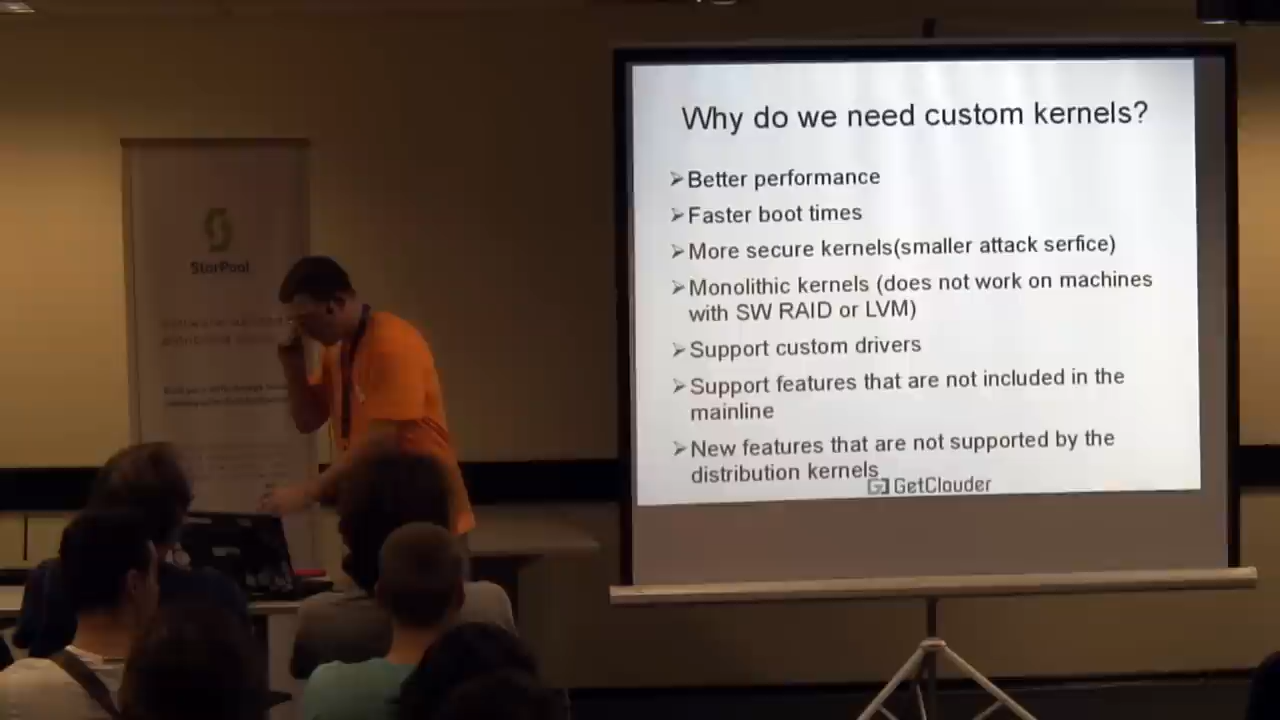 Why do we need custom kernels?
➢Better performance
➢Faster boot times
➢More secure kernels(smaller attack serfice)
➢Monolithic kernels (does not work on machines
with SW RAID or LVM)
➢Support custom drivers
➢Support features that are not included in the
mainline
➢New features that are not supported by the
distribution kernels
GetClouder
StorPool